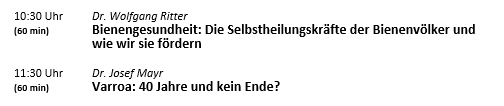 10:30 Uhr Dr. Wolfgang Ritter
(60 min) Bienengesundheit: Die Selbstheilungskräfte der Bienenvölker und
wie wir sie fördern
11:30 Uhr Dr. Josef Mayr
(60 min) Varroa: 40 Jahre und kein Ende?